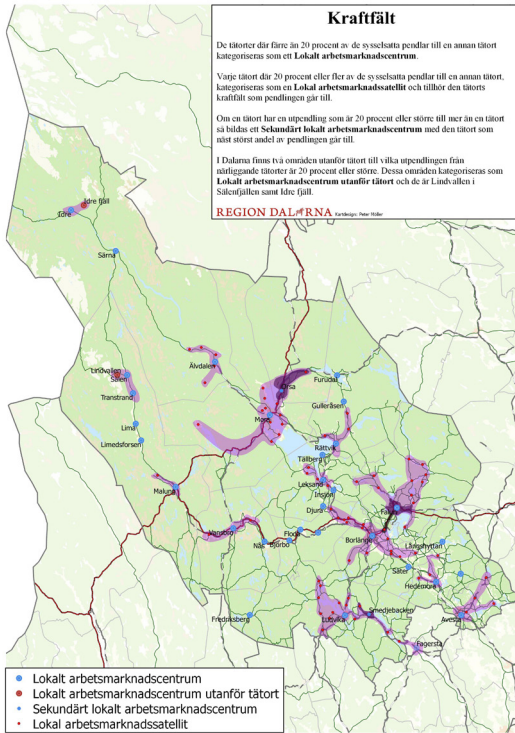 Kraftfält
De tätorter där färre än 20 procent av de sysselsatta pendlar till en annan tätort
kategoriseras som ett Lokalt arbetsmarknadscentrum.
Varje tätort där 20 procent eller fler av de sysselsatta pendlar till en annan tätort,
kategoriseras som en Lokal arbetsmarknadssatellit och tillhör den tätorts
kraftfält som pendlingen går till.
Om en tätort har en utpendling som är 20 procent eller större till mer än en tätort
så bildas ett Sekundärt lokalt arbetsmarknadcentrum med den tätort som
näst störst andel av pendlingen går till.
I Dalarna finns två områden utanför tätort till vilka utpendlingen från
närliggande tätorter är 20 procent eller större. Dessa områden kategoriseras som
Lokalt arbetsmarknadcentrum utanför tätort och de är Lindvallen i
Sälenfjällen samt Idre fjäll.
REGION DALARNA Kartdesign: Peter Möller
Idre fjäll
Idre
Särna
Lindvallen
Sälen
Transtrand
Älvdalen
Orsa
Furudal
Gulleråsen
Lima
Mora
Limedsforsen
Rättvik
Tällberg
Leksand
Insjön
Malung
Djura
Falun
Vansbro
Floda
Nås
Björbo
Borlänge
Långshyttan
Säter
Hedemora
Fredriksberg
Ludvika
Smedjebacken
Avesta
Fagersta
Lokalt arbetsmarknadscentrum
Lokalt arbetsmarknadscentrum utanför tätort
Sekundärt lokalt arbetsmarknadscentrum
Lokal arbetsmarknadssatellit